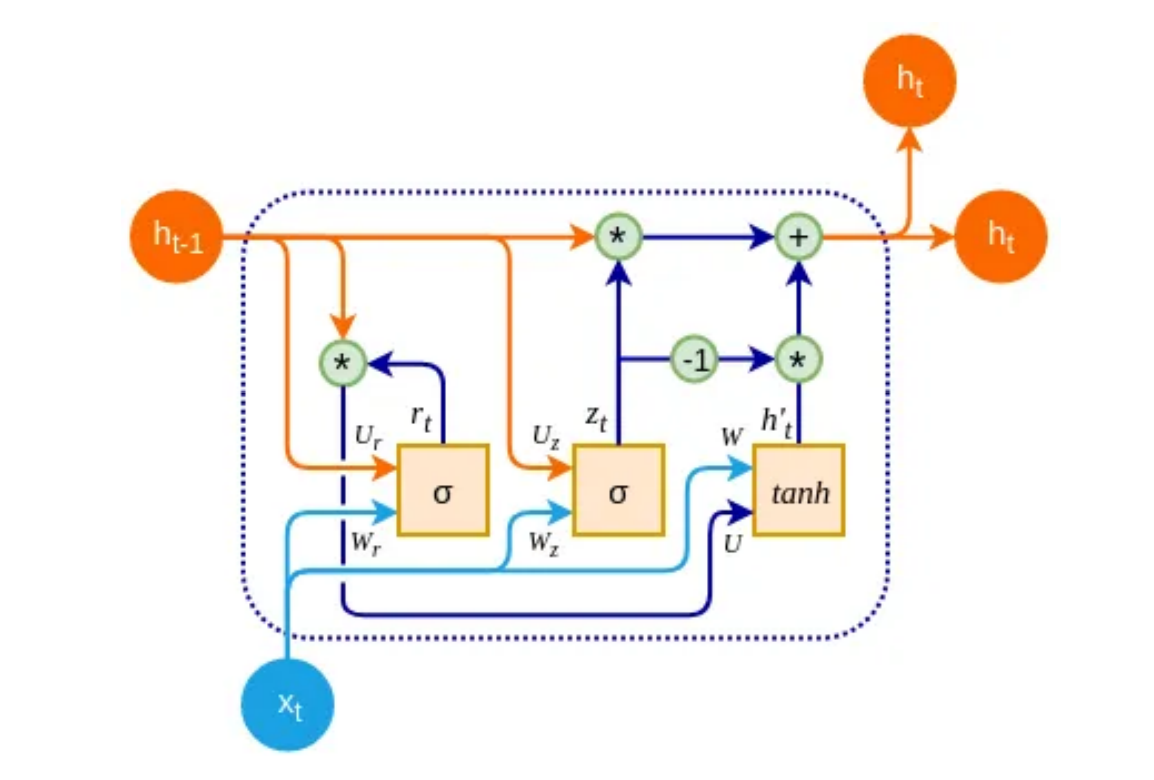 h_t
h_{t-1}
*
+
h_t
*
-1
*
r_t
z_t
h'_t
U_r
U_z
W
σ
σ
tanh
W_r
W_z
U
x_t